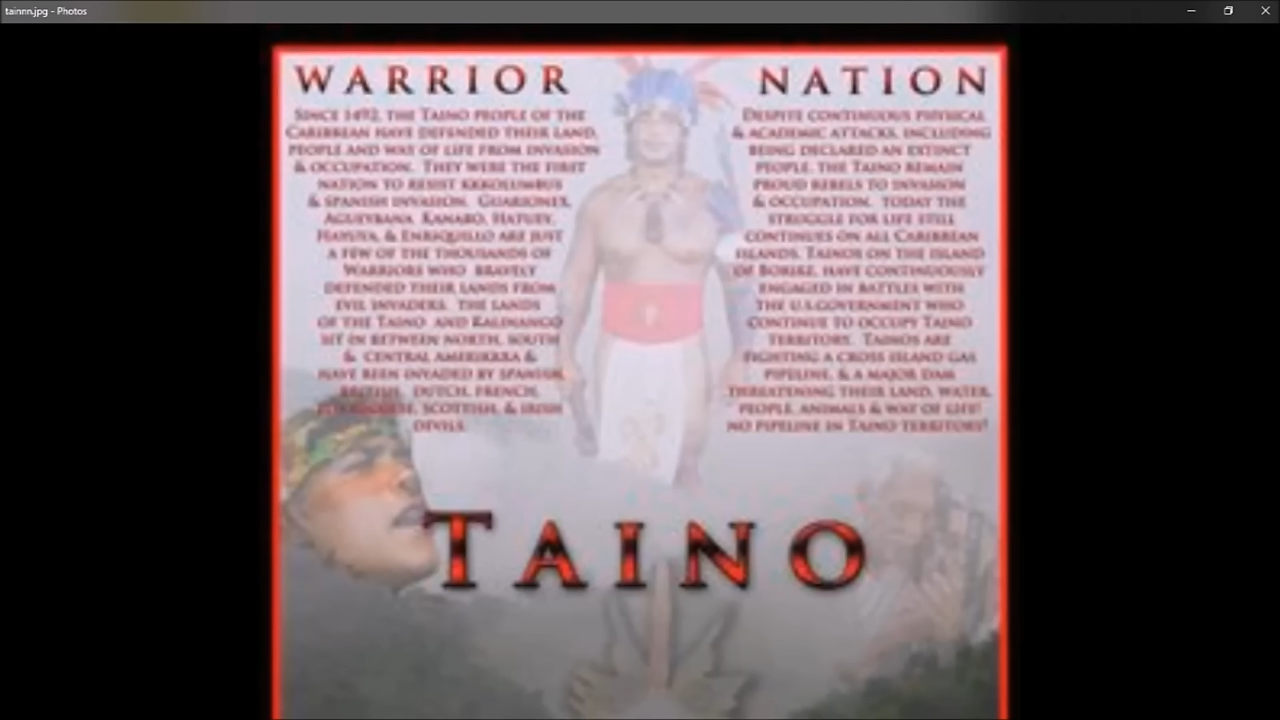 tainnn.jpg - Photos
WARRIOR
SINCE 1492, THE TAINO PEOPLE OF THE
CARIBBEAN HAVE DEFENDED THEIR LAND,
PEOPLE AND WAY OF LIFE FROM INVASION
& OCCUPATION. THEY WERE THE FIRST
NATION TO RESIST KKKOLUMBUS
& SPANISH INVASION. GUARIONEX,
AGUEYBANA, KANABO, HATUEY,
HAYUYA, & ENRIQUILLO ARE JUST
A FEW OF THE THOUSANDS OF
WARRIORS WHO BRAVELY
DEFENDED THEIR LANDS FROM
EVIL INVADERS. THE LANDS
OF THE TAINO AND KALINANGO
SIT IN BETWEEN NORTH, SOUTH
& CENTRAL AMERIKKKA &
HAVE BEEN INVADED BY SPANISH,
BRITISH, DUTCH, FRENCH,
SCOTTISH, & IRISH
DEVILS.
NATION
DESPITE CONTINUOUS PHYSICAL
& ACADEMIC ATTACKS, INCLUDING
BEING DECLARED AN EXTINCT
PEOPLE, THE TAINO REMAIN
PROUD REBELS TO INVASION
& OCCUPATION. TODAY THE
STRUGGLE FOR LIFE STILL
CONTINUES ON ALL CARIBBEAN
ISLANDS. TAINOS ON THE ISLAND
OF BORIKE, HAVE CONTINUOUSLY
ENGAGED IN BATTLES WITH
THE U.S.GOVERNMENT WHO
CONTINUE TO OCCUPY TAINO
TERRITORY. TAINOS ARE
FIGHTING A CROSS ISLAND GAS
PIPELINE, & A MAJOR DAM
THREATENING THEIR LAND, WATER,
PEOPLE, ANIMALS & WAY OF LIFE!
NO PIPELINE IN TAINO TERRITORY!
TAINO